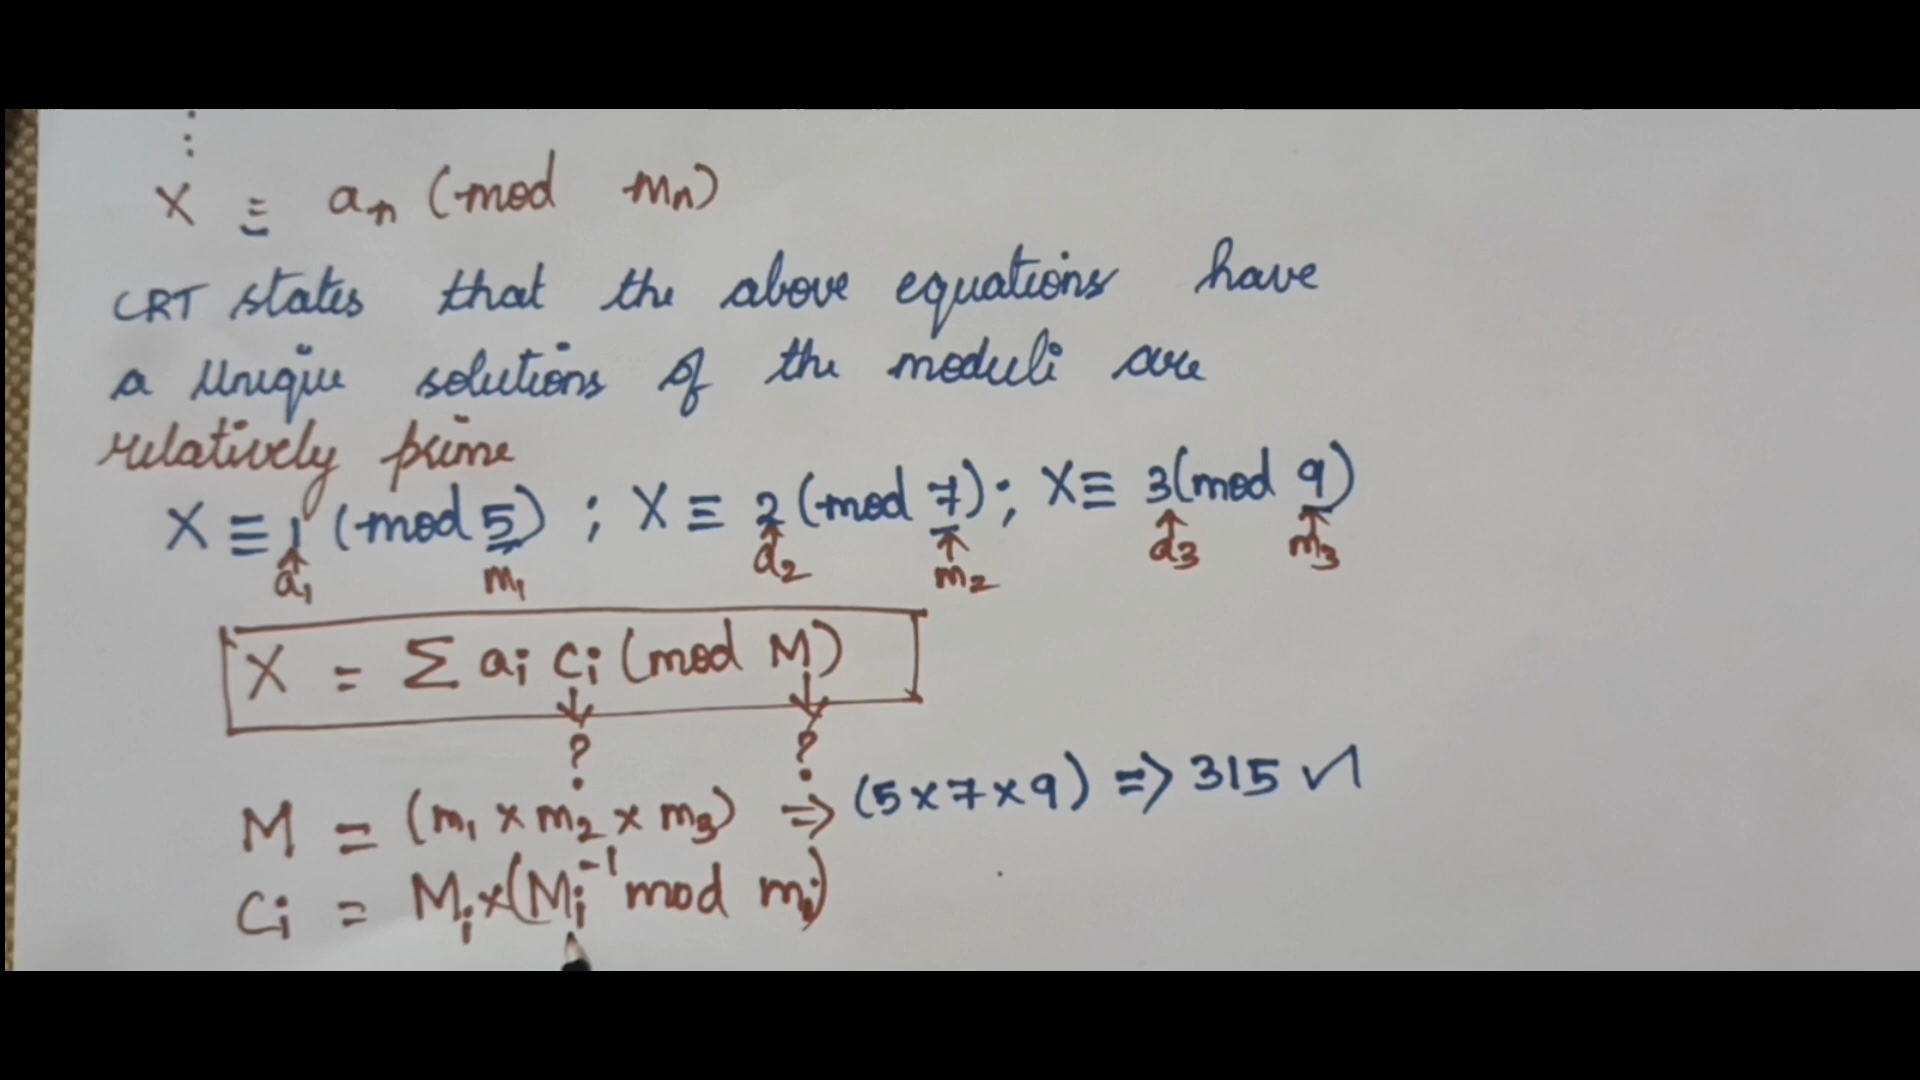 ⋮
X ≡ an (mod mn)
CRT states that the above equations have
a unique solutions of the moduli are
relatively prime
X ≡ 1 (mod 5) ; X ≡ 2 (mod 7); X ≡ 3(mod 9)
a1 m1 a2 m2 a3 m3
X = Σ ai ci (mod M)
? ?
M = (m1 × m2 × m3) => (5×7×9) => 315 ✓
Ci = Mi×(Mi⁻¹ mod mi)